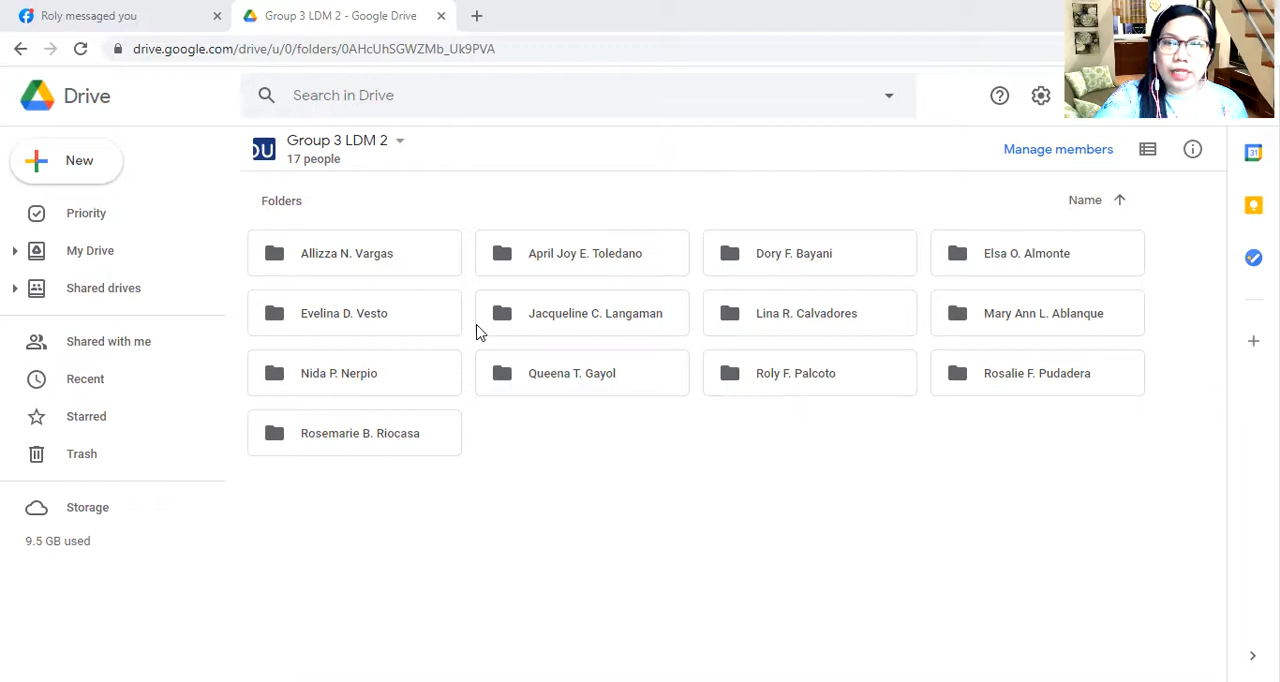 Roly messaged you
Group 3 LDM 2 - Google Drive
drive.google.com/drive/u/0/folders/0AHcUhSGWZMb_Uk9PVA
Drive
Search in Drive
New
OU
Group 3 LDM 2
17 people
Manage members
31
Priority
My Drive
Shared drives
Shared with me
Recent
Starred
Trash
Storage
9.5 GB used
Folders
Name
Allizza N. Vargas
April Joy E. Toledano
Dory F. Bayani
Elsa O. Almonte
Evelina D. Vesto
Jacqueline C. Langaman
Lina R. Calvadores
Mary Ann L. Ablanque
Nida P. Nerpio
Queena T. Gayol
Roly F. Palcoto
Rosalie F. Pudadera
Rosemarie B. Riocasa